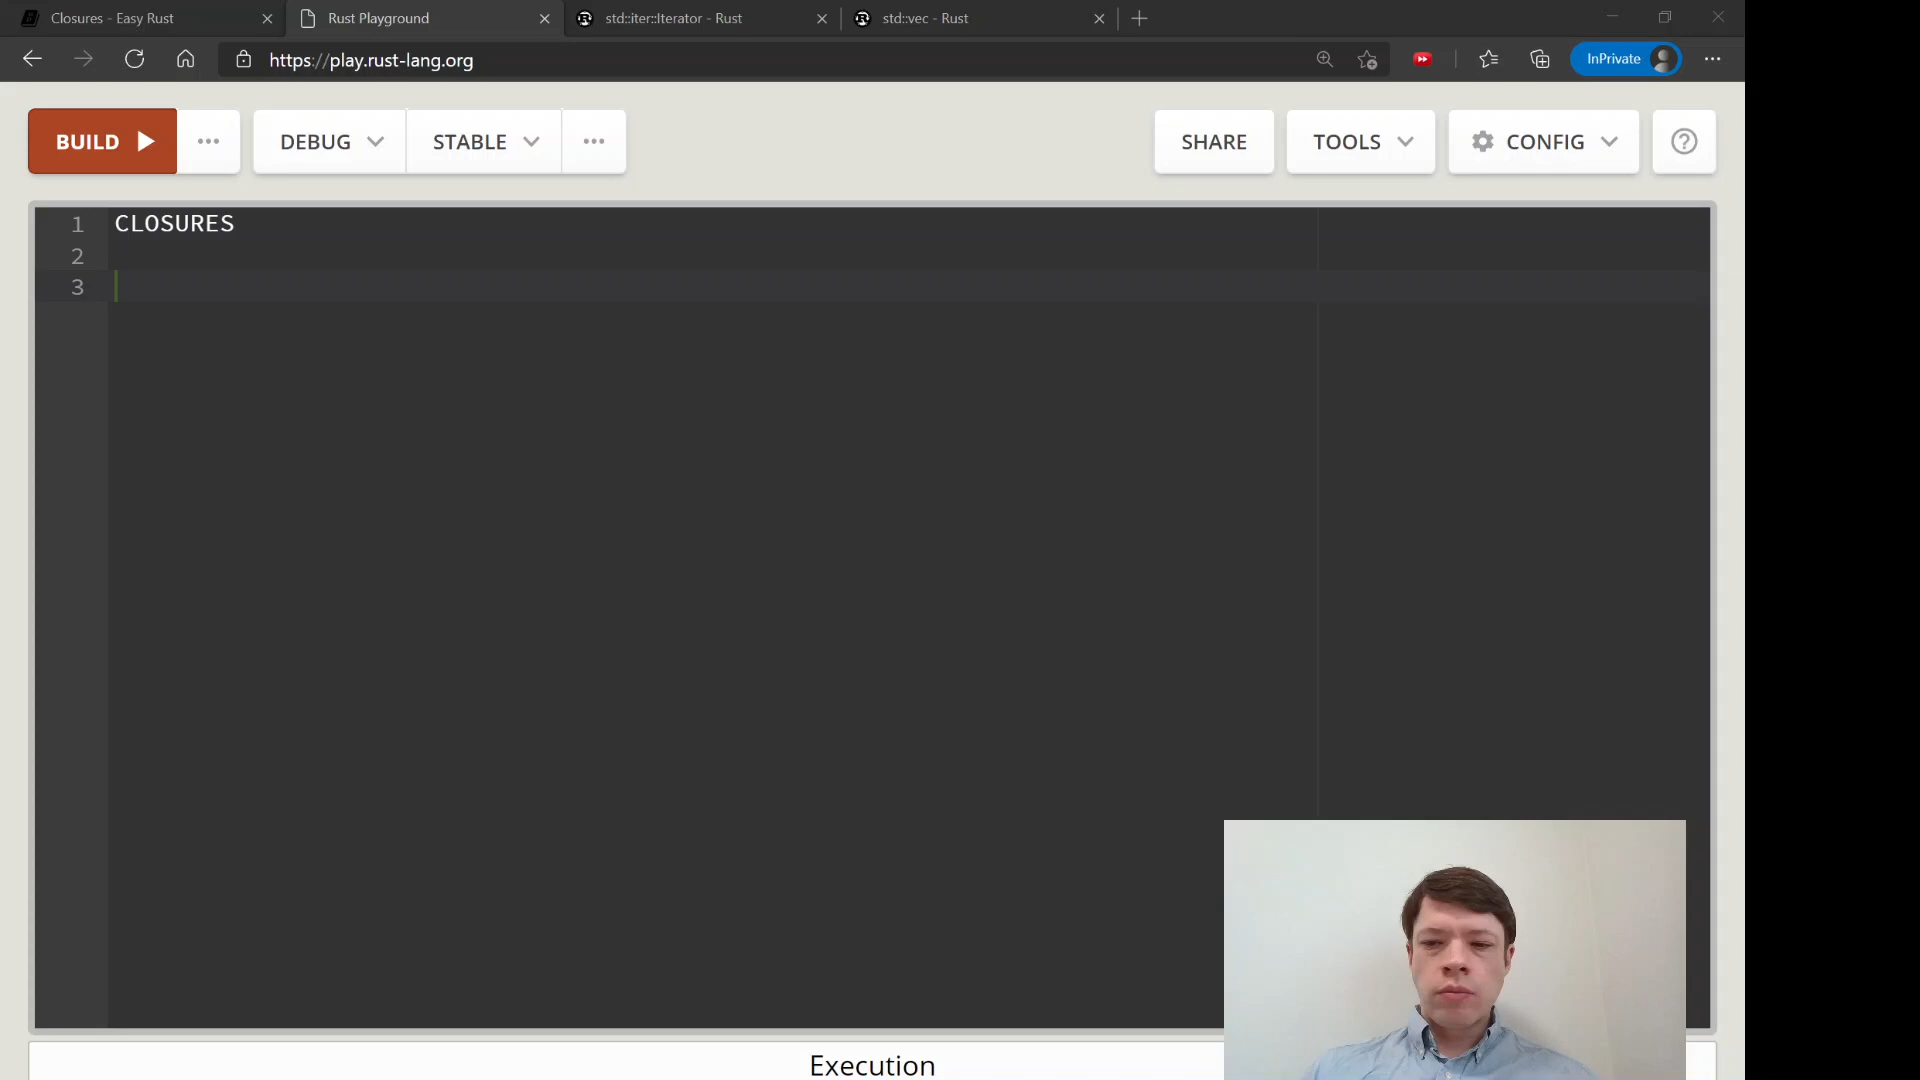 Closures - Easy Rust
Rust Playground
std::iter::Iterator - Rust
std::vec - Rust
https://play.rust-lang.org
InPrivate
BUILD
DEBUG
STABLE
SHARE
TOOLS
CONFIG
1 CLOSURES
2
3
Execution